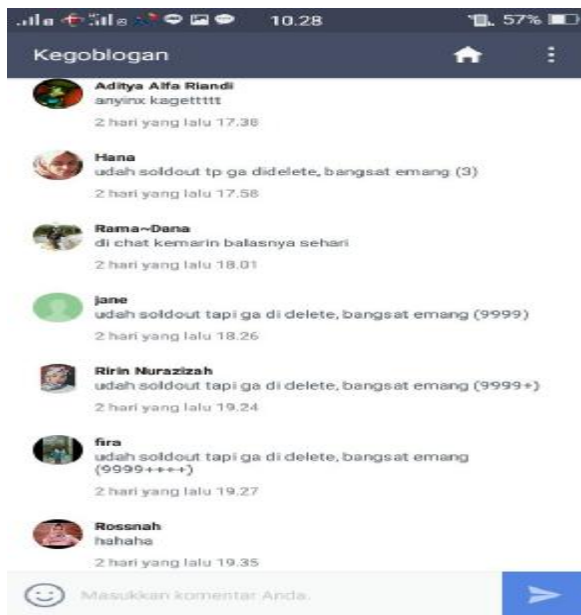 10.28
57%
Kegoblogan
Aditya Alfa Riandi
anyinx kagettttt
2 hari yang lalu 17.38
Hana
udah soldout tp ga didelete, bangsat emang (3)
2 hari yang lalu 17.58
Rama~Dana
di chat kemarin balasnya sehari
2 hari yang lalu 18.01
jane
udah soldout tapi ga di delete, bangsat emang (9999)
2 hari yang lalu 18.26
Ririn Nurazizah
udah soldout tapi ga di delete, bangsat emang (9999+)
2 hari yang lalu 19.24
fira
udah soldout tapi ga di delete, bangsat emang
(9999++++)
2 hari yang lalu 19.27
Rossnah
hahaha
2 hari yang lalu 19.35
Masukkan komentar Anda.